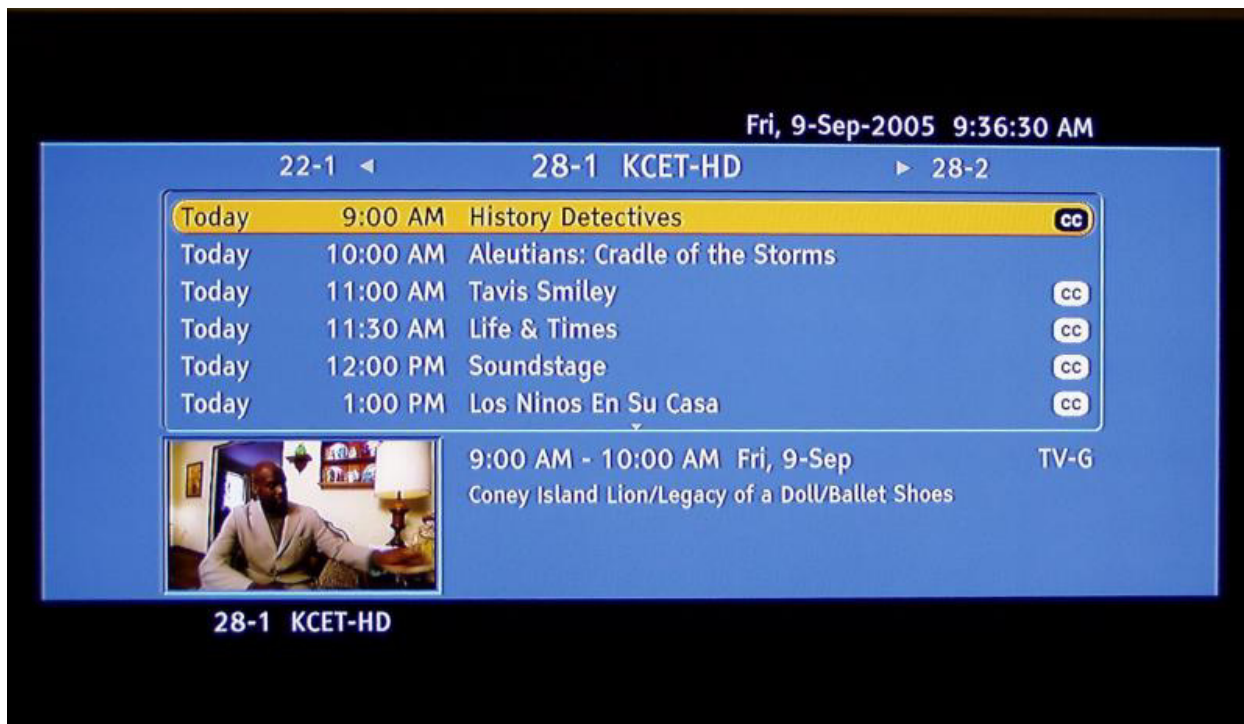 Fri, 9-Sep-2005 9:36:30 AM
22-1 ◄ 28-1 KCET-HD ► 28-2
Today 9:00 AM History Detectives CC
Today 10:00 AM Aleutians: Cradle of the Storms
Today 11:00 AM Tavis Smiley CC
Today 11:30 AM Life & Times CC
Today 12:00 PM Soundstage CC
Today 1:00 PM Los Ninos En Su Casa CC
9:00 AM - 10:00 AM Fri, 9-Sep TV-G
Coney Island Lion/Legacy of a Doll/Ballet Shoes
28-1 KCET-HD